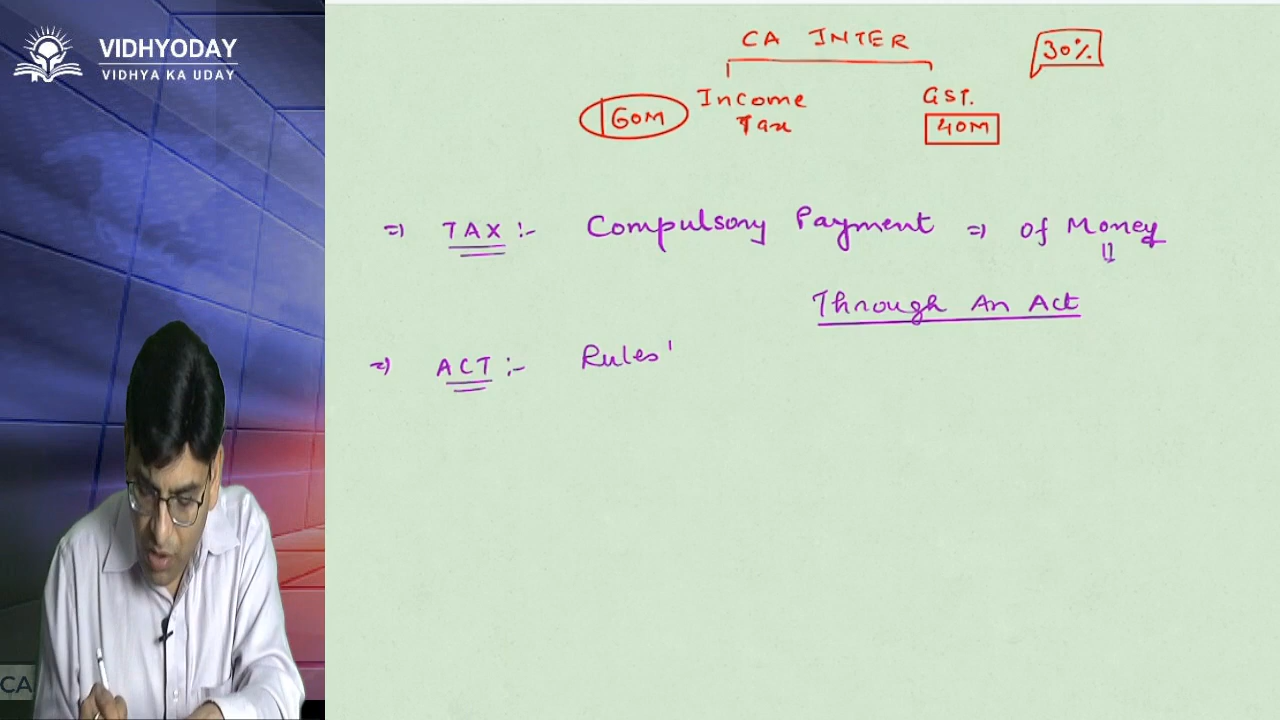 VIDHYODAY
VIDHYA KA UDAY
CA INTER
30%
60M Income Tax
GST.
40M
=> TAX :- Compulsory Payment => of Money
Through An Act
=> ACT :- Rules'
CA